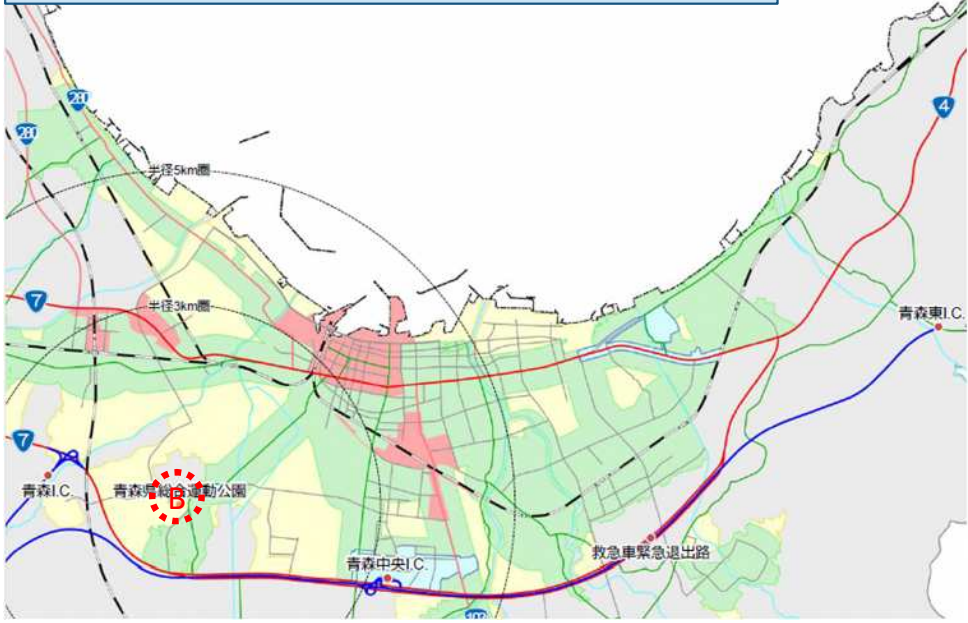 280
280
4
半径5km圏
7
半径3km圏
青森東I.C.
7
青森I.C.
青森県総合運動公園
B
救急車緊急退出路
青森中央I.C.
103